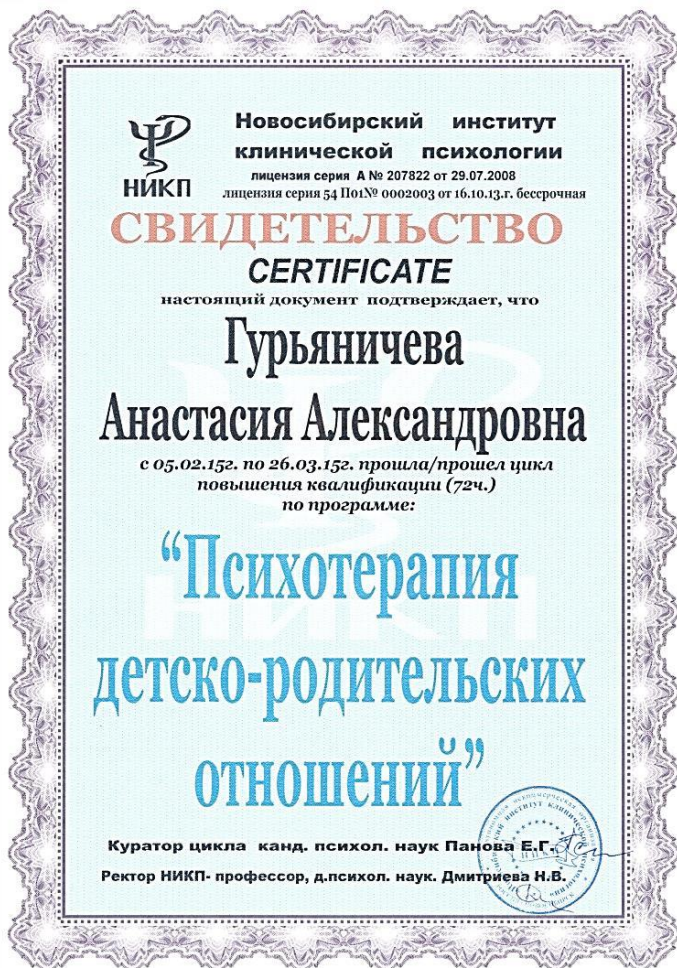 НИКП
Новосибирский институт
клинической психологии
лицензия серия А № 207822 от 29.07.2008
лицензия серия 54 П01№ 0002003 от 16.10.13.г. бессрочная
СВИДЕТЕЛЬСТВО
CERTIFICATE
настоящий документ подтверждает, что
Гурьяничева
Анастасия Александровна
с 05.02.15г. по 26.03.15г. прошла/прошел цикл
повышения квалификации (72ч.)
по программе:
“Психотерапия
детско-родительских
отношений”
НИКП
Куратор цикла канд. психол. наук Панова Е.Г.
Ректор НИКП- профессор, д.психол. наук. Дмитриева Н.В.
НИКП